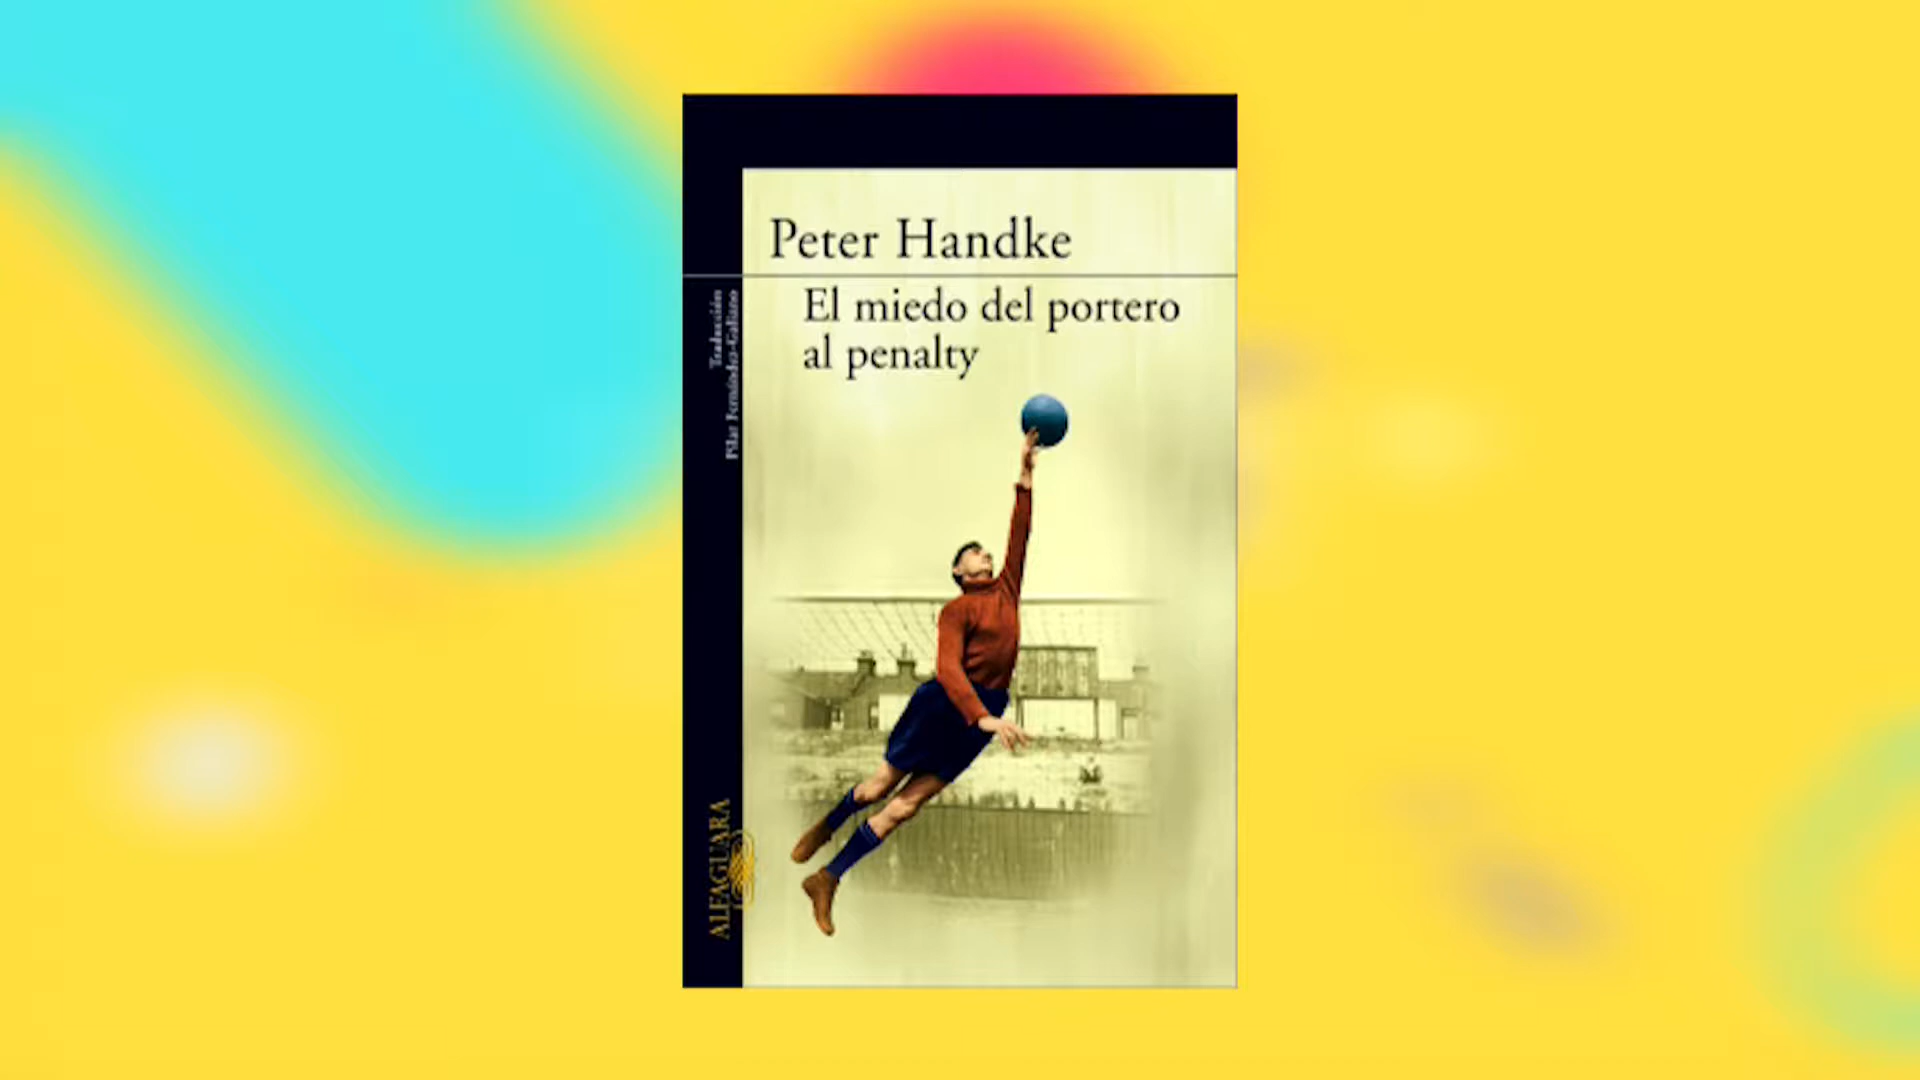 Peter Handke
El miedo del portero
al penalty
Traducción
Pilar Fernández-Galiano
ALFAGUARA